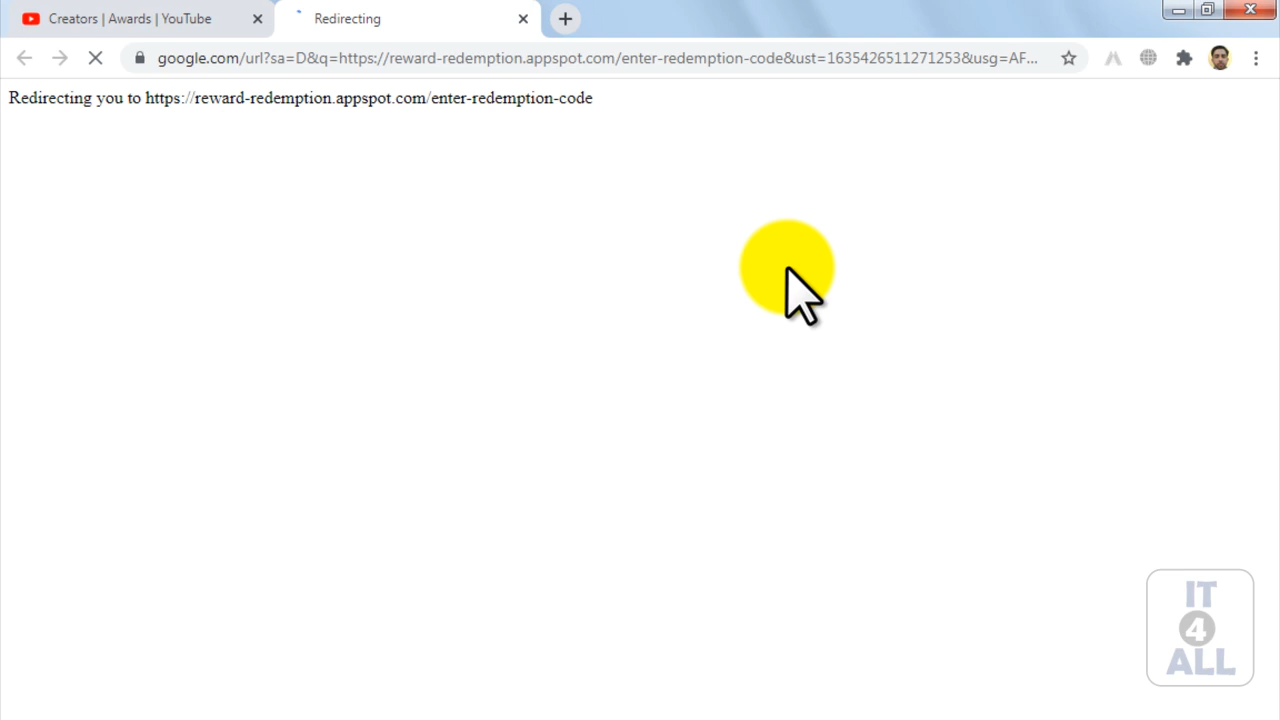 Creators | Awards | YouTube
Redirecting
google.com/url?sa=D&q=https://reward-redemption.appspot.com/enter-redemption-code&ust=1635426511271253&usg=AF...
Redirecting you to https://reward-redemption.appspot.com/enter-redemption-code
IT
4
ALL